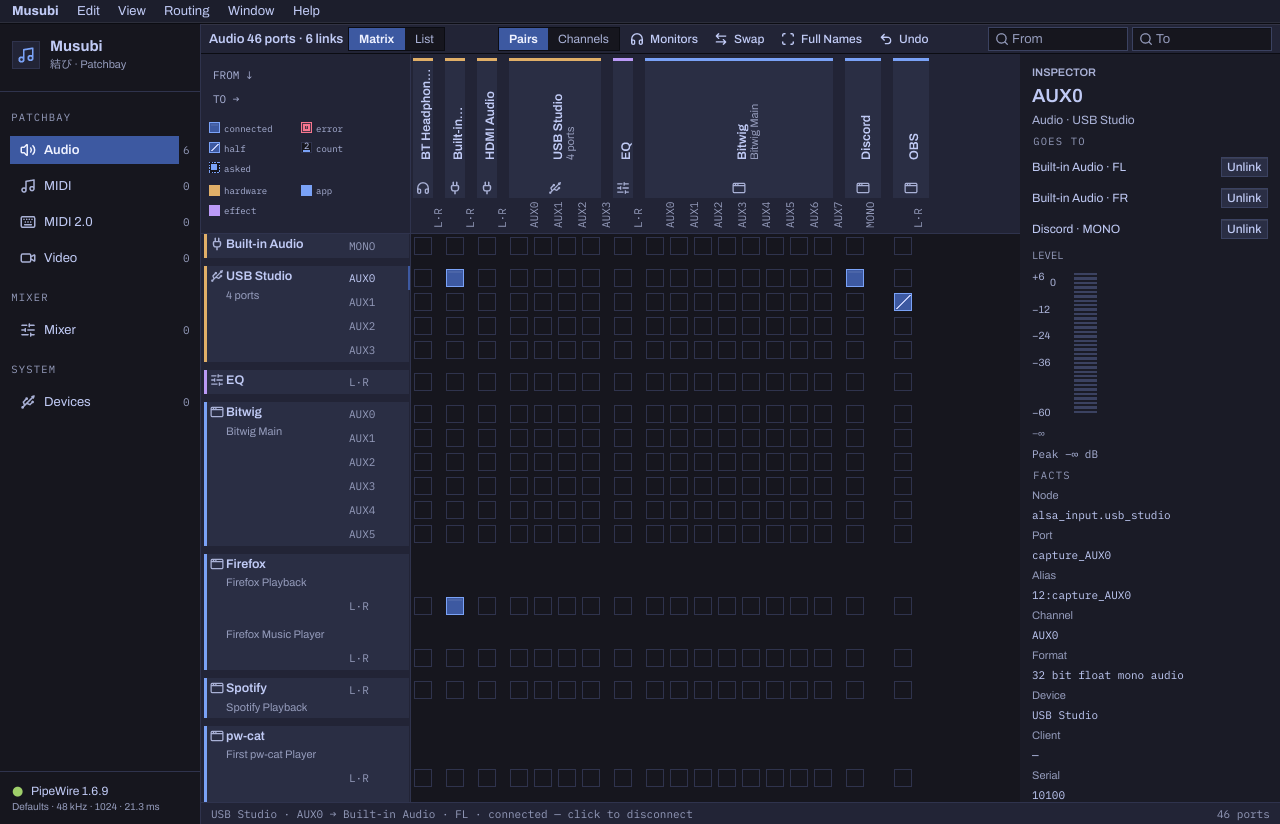 Musubi Edit View Routing Window Help
Musubi
結び · Patchbay
PATCHBAY
Audio 6
MIDI 0
MIDI 2.0 0
Video 0
MIXER
Mixer 0
SYSTEM
Devices 0
PipeWire 1.6.9
Defaults · 48 kHz · 1024 · 21.3 ms
Audio 46 ports · 6 links Matrix List Pairs Channels Monitors Swap Full Names Undo From To
FROM ↓
TO →
connected error
half 2 count
asked
hardware app
effect
BT Headphon…
Built-in…
HDMI Audio
USB Studio
4 ports
EQ
Bitwig
Bitwig Main
Discord
OBS
L·R L·R L·R AUX0 AUX1 AUX2 AUX3 L·R AUX0 AUX1 AUX2 AUX3 AUX4 AUX5 AUX6 AUX7 MONO L·R
Built-in Audio MONO
USB Studio AUX0
4 ports
AUX1
AUX2
AUX3
EQ L·R
Bitwig AUX0
Bitwig Main
AUX1
AUX2
AUX3
AUX4
AUX5
Firefox
Firefox Playback
L·R
Firefox Music Player
L·R
Spotify L·R
Spotify Playback
pw-cat
First pw-cat Player
L·R
INSPECTOR
AUX0
Audio · USB Studio
GOES TO
Built-in Audio · FL Unlink
Built-in Audio · FR Unlink
Discord · MONO Unlink
LEVEL
+6
0
−12
−24
−36
−60
−∞
Peak −∞ dB
FACTS
Node
alsa_input.usb_studio
Port
capture_AUX0
Alias
12:capture_AUX0
Channel
AUX0
Format
32 bit float mono audio
Device
USB Studio
Client
—
Serial
10100
USB Studio · AUX0 → Built-in Audio · FL · connected — click to disconnect 46 ports